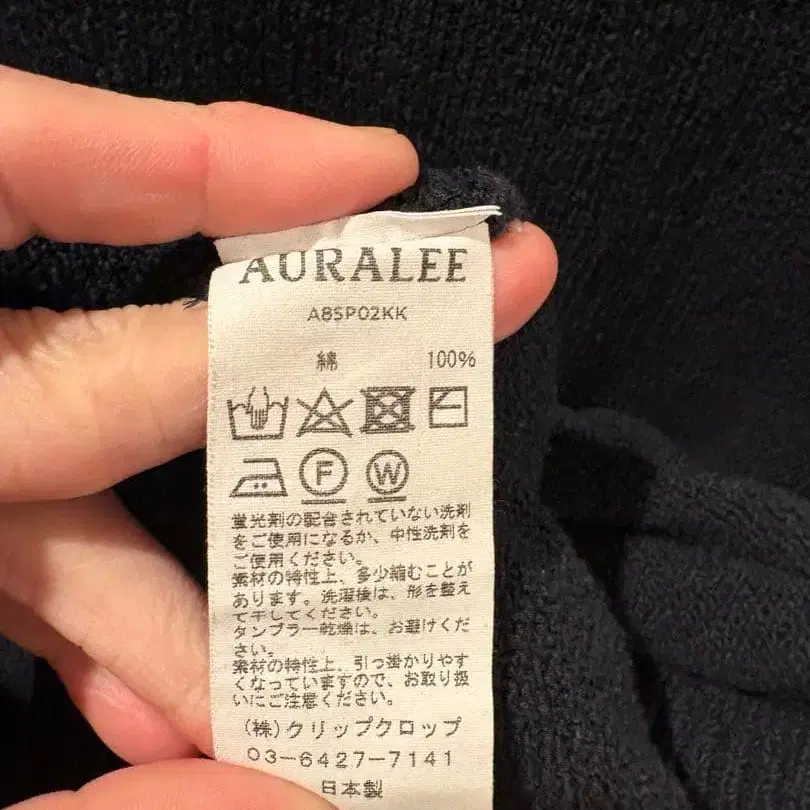 AURALEE
A8SP02KK
綿 100%
F W
蛍光剤の配合されていない洗剤
をご使用になるか、中性洗剤を
ご使用ください。
素材の特性上、多少縮むことが
あります。洗濯後は、形を整え
て干してください。
タンブラー乾燥は、お避けくだ
さい。
素材の特性上、引っ掛かりやす
くなっていますので、お取り扱
いにご注意ください。
(株)クリップクロップ
03-6427-7141
日本製